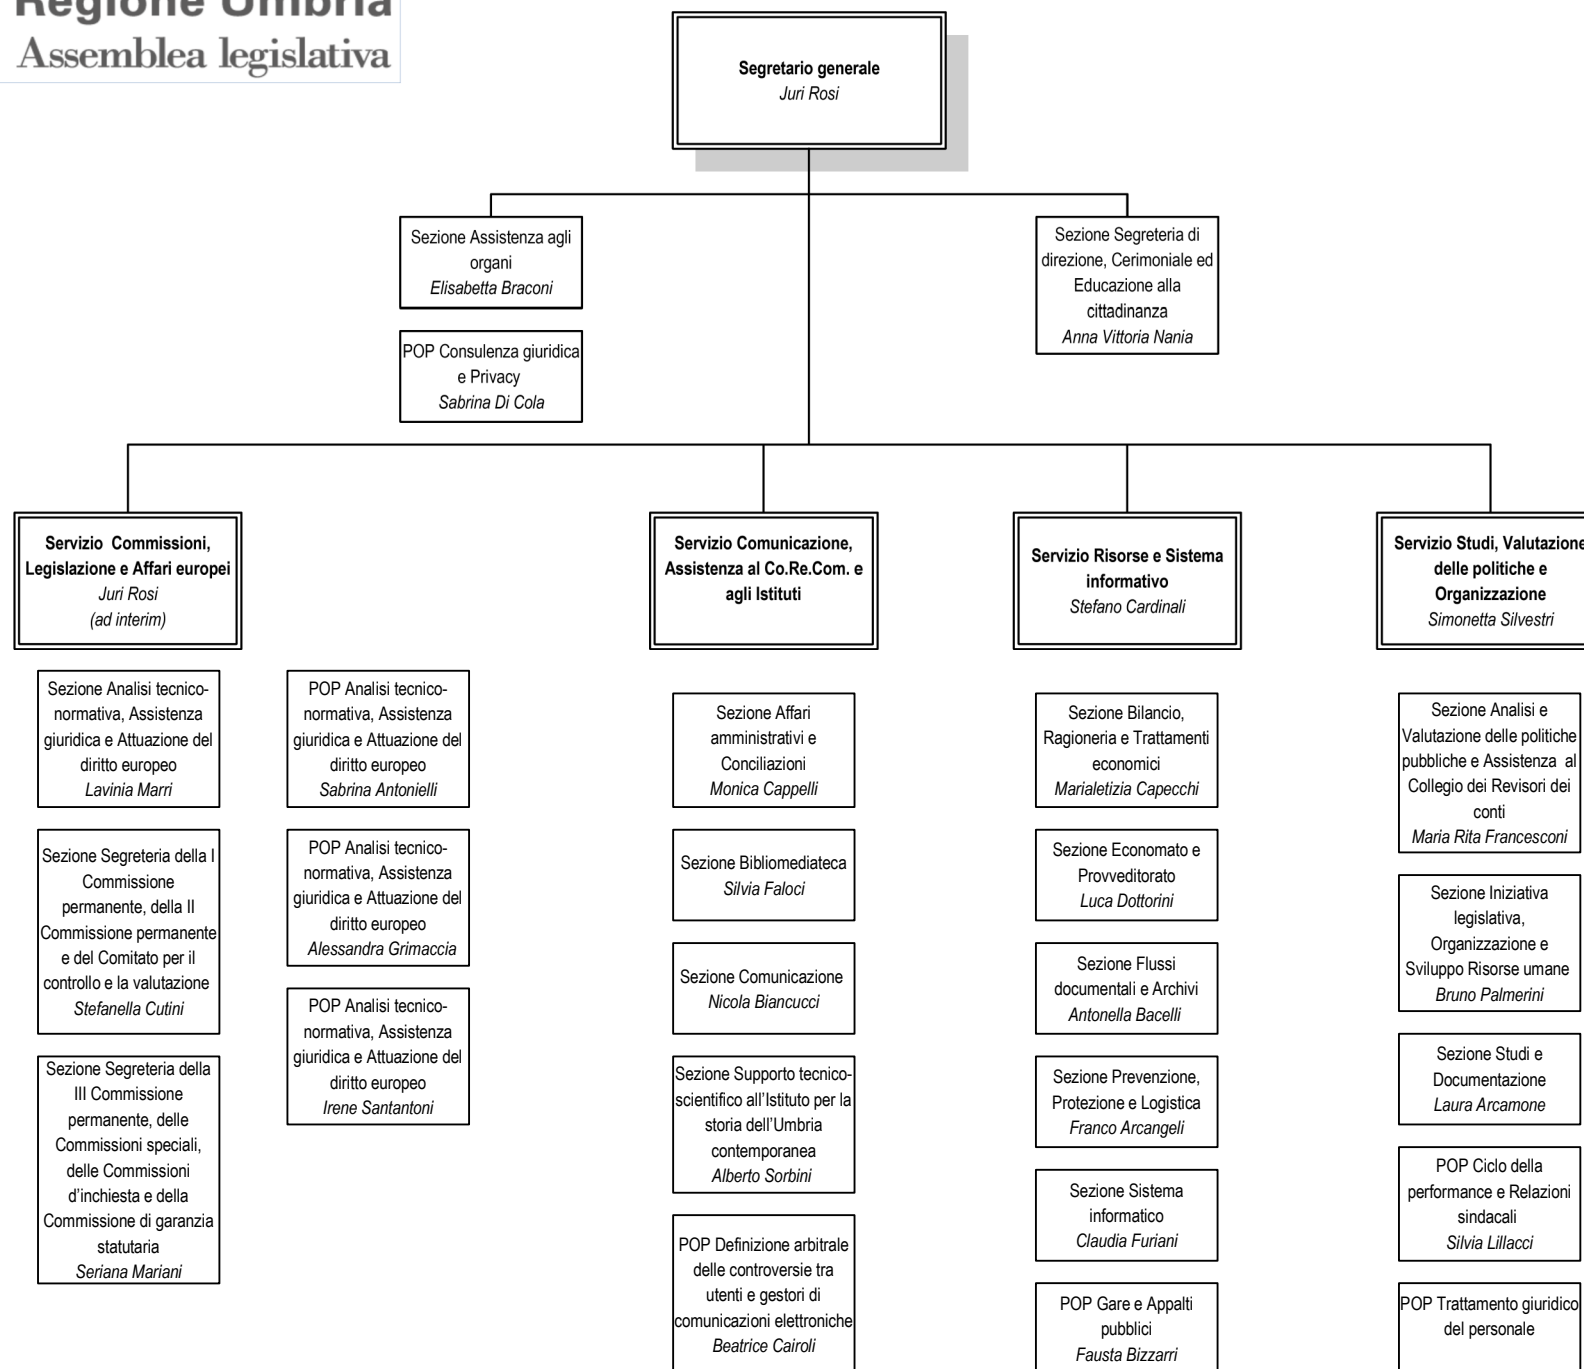 Regione Umbria
Assemblea legislativa
Segretario generale
Juri Rosi
Sezione Assistenza agli
organi
Elisabetta Braconi
POP Consulenza giuridica
e Privacy
Sabrina Di Cola
Sezione Segreteria di
direzione, Cerimoniale ed
Educazione alla
cittadinanza
Anna Vittoria Nania
Servizio Commissioni,
Legislazione e Affari europei
Juri Rosi
(ad interim)
Sezione Analisi tecnico-
normativa, Assistenza
giuridica e Attuazione del
diritto europeo
Lavinia Marri
Sezione Segreteria della I
Commissione
permanente, della II
Commissione permanente
e del Comitato per il
controllo e la valutazione
Stefanella Cutini
Sezione Segreteria della
III Commissione
permanente, delle
Commissioni speciali,
delle Commissioni
d'inchiesta e della
Commissione di garanzia
statutaria
Seriana Mariani
POP Analisi tecnico-
normativa, Assistenza
giuridica e Attuazione del
diritto europeo
Sabrina Antonielli
POP Analisi tecnico-
normativa, Assistenza
giuridica e Attuazione del
diritto europeo
Alessandra Grimaccia
POP Analisi tecnico-
normativa, Assistenza
giuridica e Attuazione del
diritto europeo
Irene Santantoni
Servizio Comunicazione,
Assistenza al Co.Re.Com. e
agli Istituti
Sezione Affari
amministrativi e
Conciliazioni
Monica Cappelli
Sezione Bibliomediateca
Silvia Faloci
Sezione Comunicazione
Nicola Biancucci
Sezione Supporto tecnico-
scientifico all'Istituto per la
storia dell'Umbria
contemporanea
Alberto Sorbini
POP Definizione arbitrale
delle controversie tra
utenti e gestori di
comunicazioni elettroniche
Beatrice Cairoli
Servizio Risorse e Sistema
informativo
Stefano Cardinali
Sezione Bilancio,
Ragioneria e Trattamenti
economici
Marialetizia Capecchi
Sezione Economato e
Provveditorato
Luca Dottorini
Sezione Flussi
documentali e Archivi
Antonella Bacelli
Sezione Prevenzione,
Protezione e Logistica
Franco Arcangeli
Sezione Sistema
informatico
Claudia Furiani
POP Gare e Appalti
pubblici
Fausta Bizzarri
Servizio Studi, Valutazione
delle politiche e
Organizzazione
Simonetta Silvestri
Sezione Analisi e
Valutazione delle politiche
pubbliche e Assistenza al
Collegio dei Revisori dei
conti
Maria Rita Francesconi
Sezione Iniziativa
legislativa,
Organizzazione e
Sviluppo Risorse umane
Bruno Palmerini
Sezione Studi e
Documentazione
Laura Arcamone
POP Ciclo della
performance e Relazioni
sindacali
Silvia Lillacci
POP Trattamento giuridico
del personale